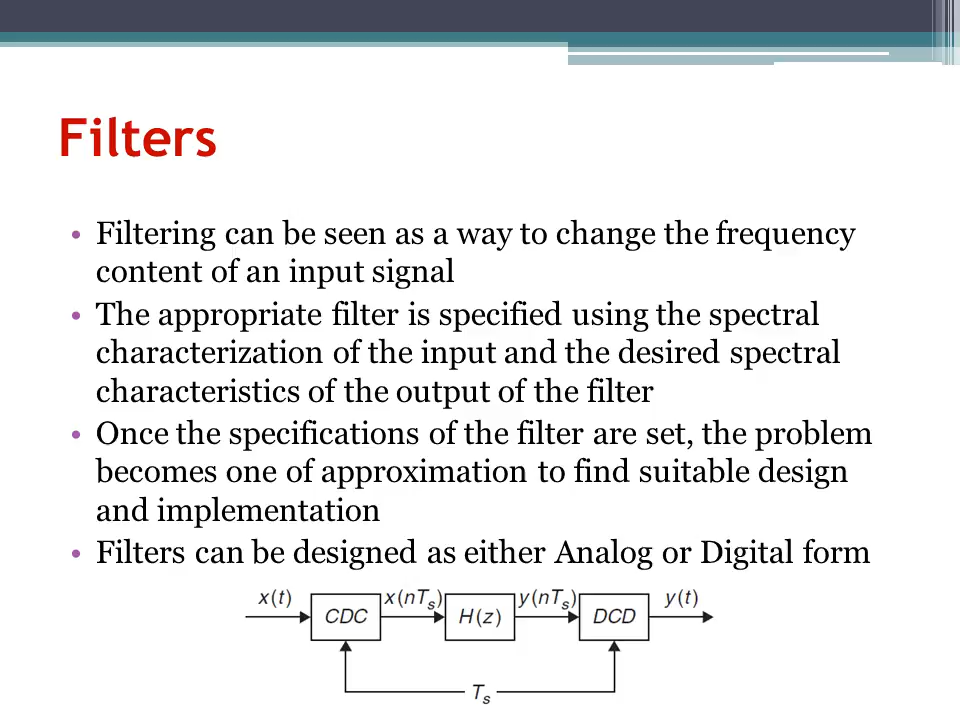 Filters
• Filtering can be seen as a way to change the frequency
content of an input signal
• The appropriate filter is specified using the spectral
characterization of the input and the desired spectral
characteristics of the output of the filter
• Once the specifications of the filter are set, the problem
becomes one of approximation to find suitable design
and implementation
• Filters can be designed as either Analog or Digital form
x(t) CDC x(nTₛ) H(z) y(nTₛ) DCD y(t)
Tₛ